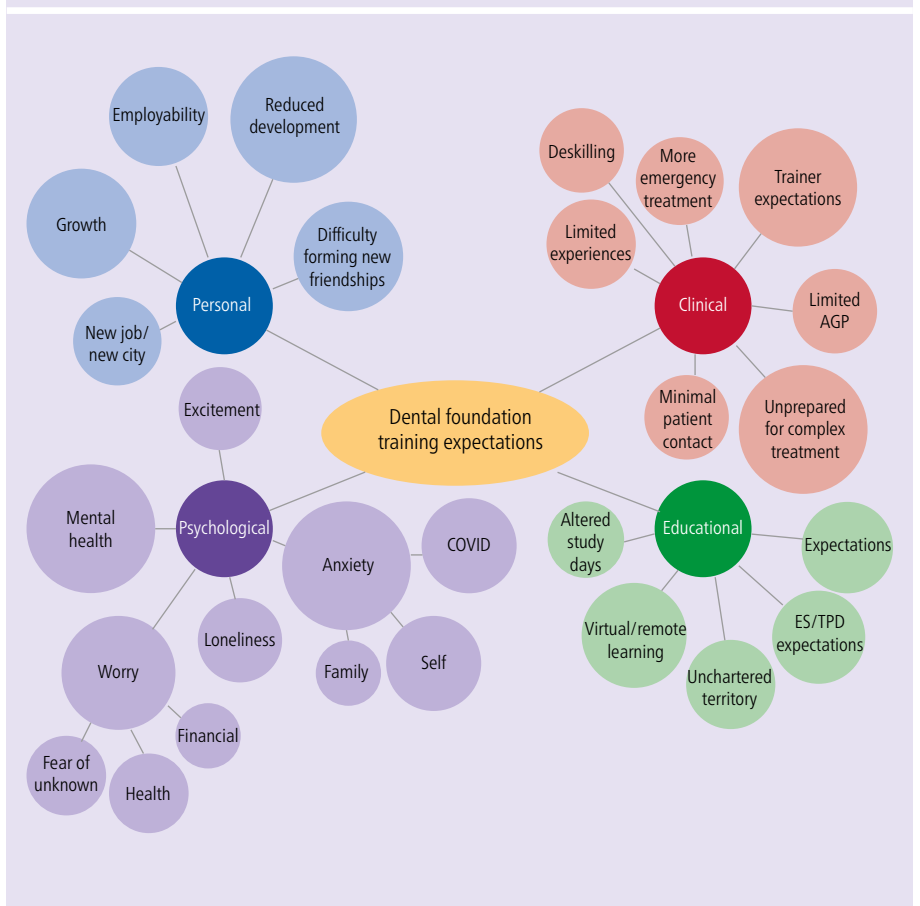 Employability
Reduced
development
Growth
Difficulty
forming new
friendships
Personal
New job/
new city
Deskilling
More
emergency
treatment
Trainer
expectations
Limited
experiences
Clinical
Limited
AGP
Minimal
patient
contact
Unprepared
for complex
treatment
Dental foundation
training expectations
Excitement
Mental
health
Psychological
Anxiety
COVID
Loneliness
Family
Self
Worry
Financial
Fear of
unknown
Health
Altered
study
days
Educational
Expectations
Virtual/remote
learning
ES/TPD
expectations
Unchartered
territory